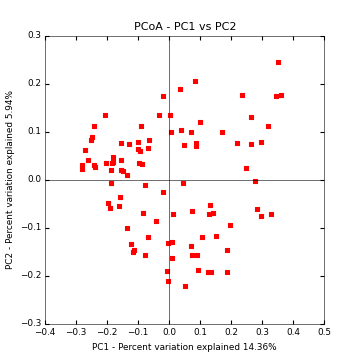 PCoA - PC1 vs PC2
0.3
0.2
0.1
0.0
−0.1
−0.2
−0.3
PC2 - Percent variation explained 5.94%
−0.4 −0.3 −0.2 −0.1 0.0 0.1 0.2 0.3 0.4 0.5
PC1 - Percent variation explained 14.36%